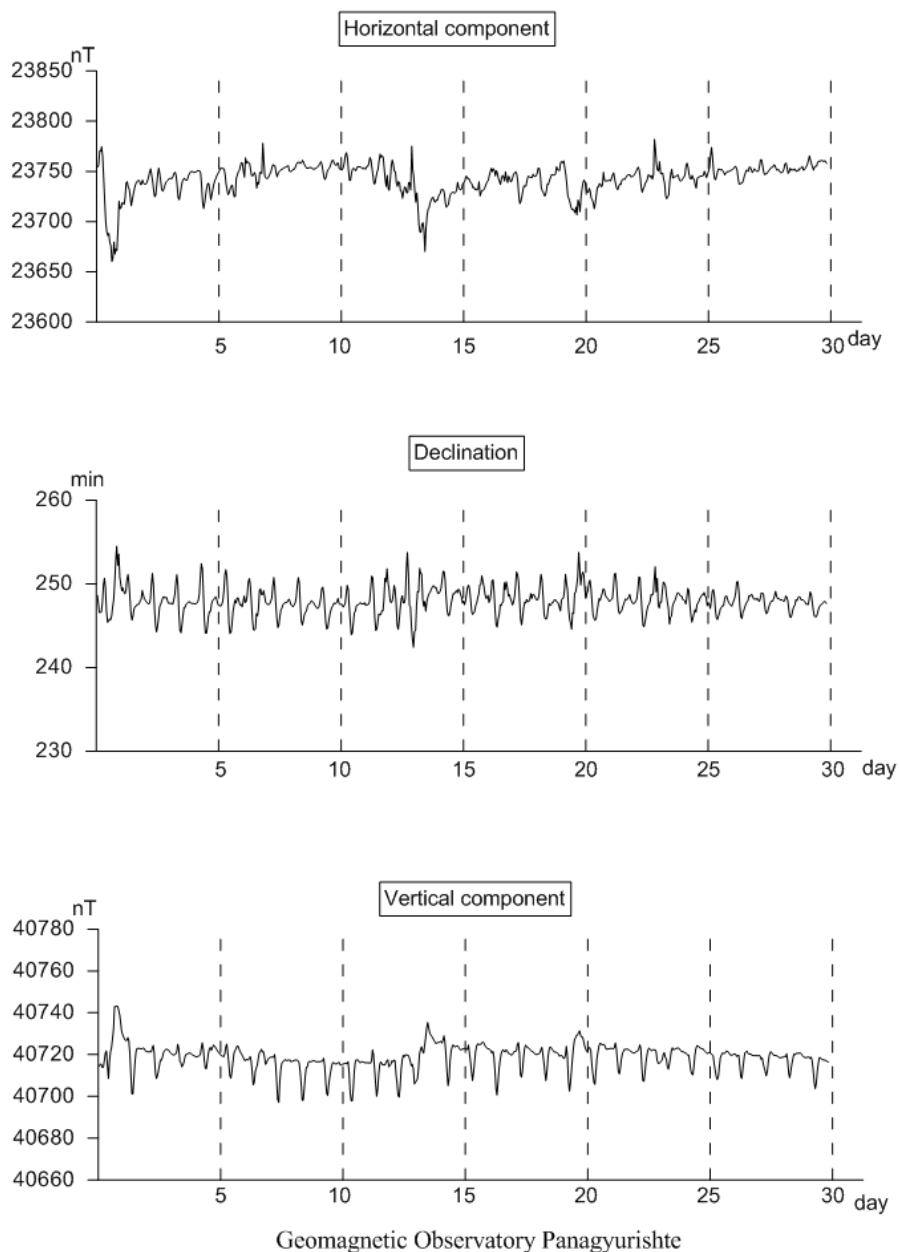 Horizontal component
nT
23850
23800
23750
23700
23650
23600
5 10 15 20 25 30 day
Declination
min
260
250
240
230
5 10 15 20 25 30 day
Vertical component
nT
40780
40760
40740
40720
40700
40680
40660
5 10 15 20 25 30 day
Geomagnetic Observatory Panagyurishte